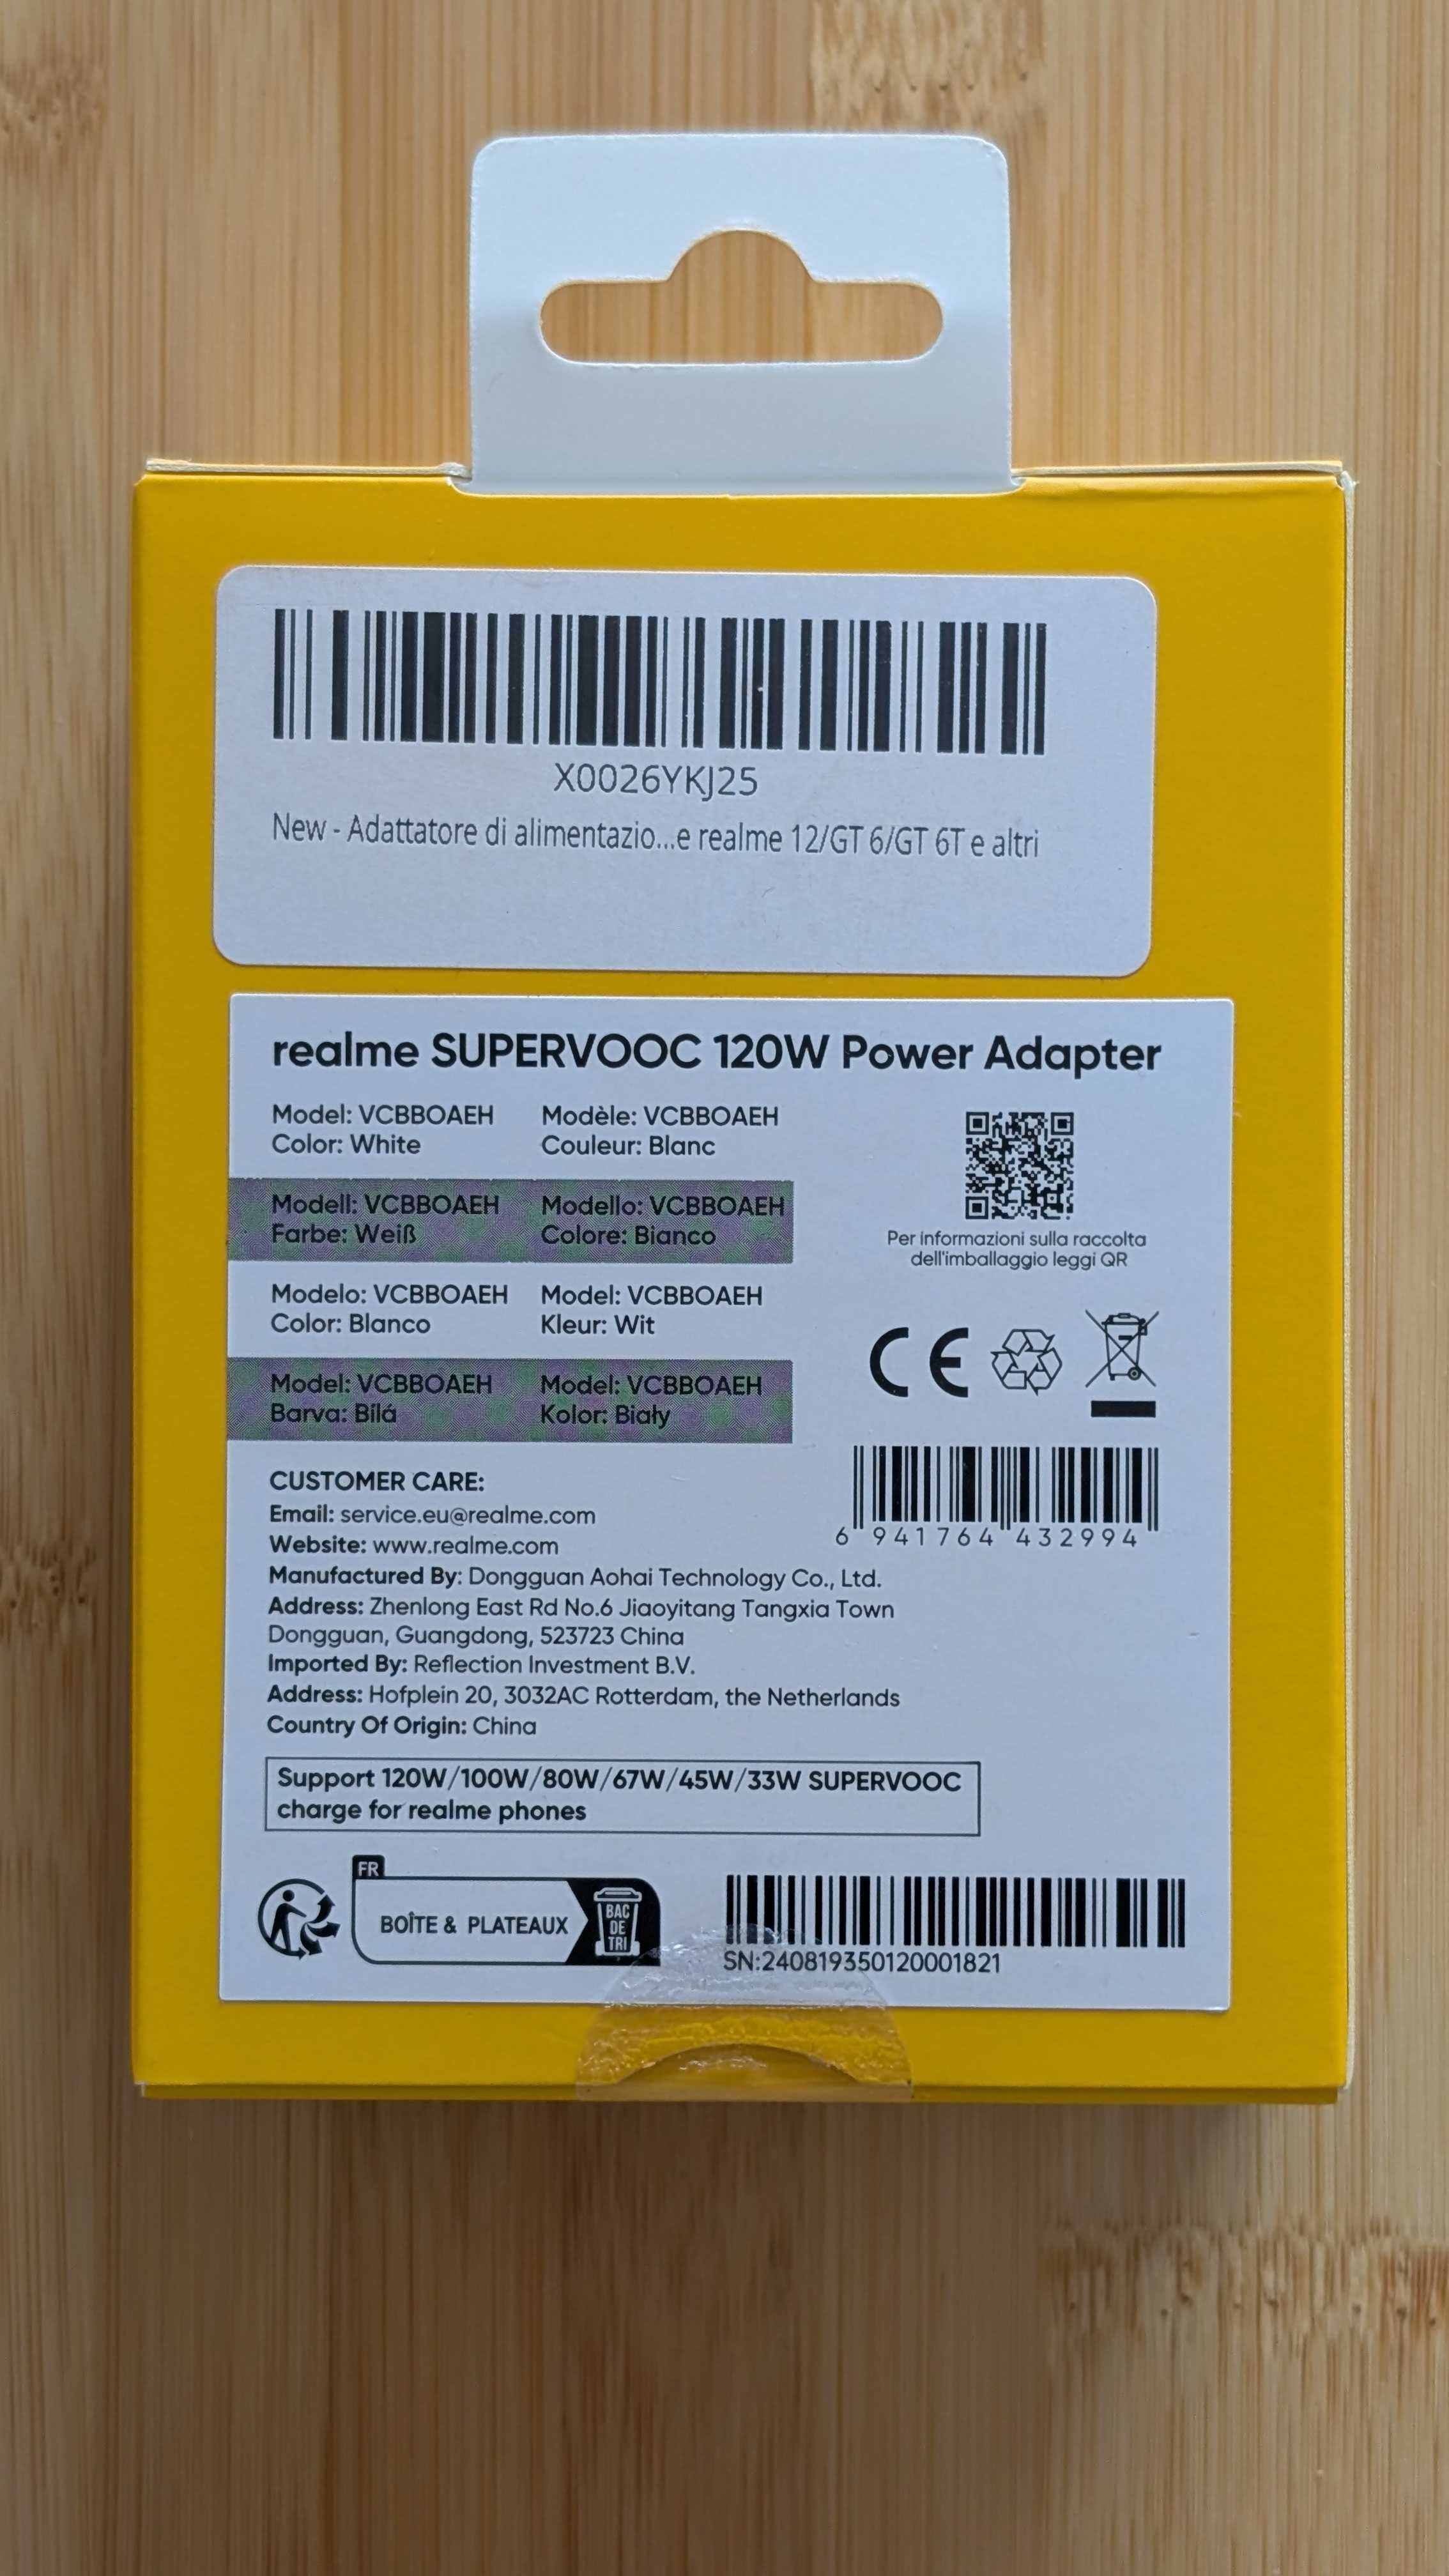 X0026YKJ25
New - Adattatore di alimentazio...e realme 12/GT 6/GT 6T e altri
realme SUPERVOOC 120W Power Adapter
Model: VCBBOAEH Modèle: VCBBOAEH
Color: White Couleur: Blanc
Modell: VCBBOAEH Modello: VCBBOAEH
Farbe: Weiß Colore: Bianco
Modelo: VCBBOAEH Model: VCBBOAEH
Color: Blanco Kleur: Wit
Model: VCBBOAEH Model: VCBBOAEH
Barva: Bílá Kolor: Biały
Per informazioni sulla raccolta
dell'imballaggio leggi QR
CE
6 941764 432994
CUSTOMER CARE:
Email: service.eu@realme.com
Website: www.realme.com
Manufactured By: Dongguan Aohai Technology Co., Ltd.
Address: Zhenlong East Rd No.6 Jiaoyitang Tangxia Town
Dongguan, Guangdong, 523723 China
Imported By: Reflection Investment B.V.
Address: Hofplein 20, 3032AC Rotterdam, the Netherlands
Country Of Origin: China
Support 120W/100W/80W/67W/45W/33W SUPERVOOC
charge for realme phones
FR
BOÎTE & PLATEAUX
BAC
DE
TRI
SN:240819350120001821